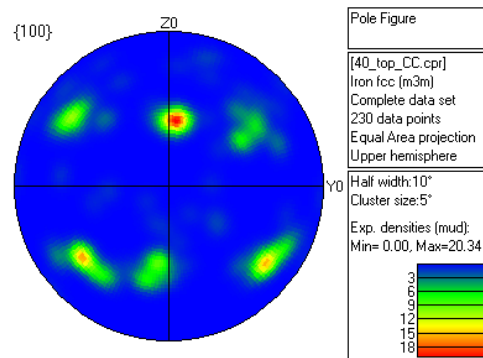 {100}
Z0
Y0
Pole Figure
[40_top_CC.cpr]
Iron fcc (m3m)
Complete data set
230 data points
Equal Area projection
Upper hemisphere
Half width:10°
Cluster size:5°
Exp. densities (mud):
Min= 0.00, Max=20.34
3
6
9
12
15
18